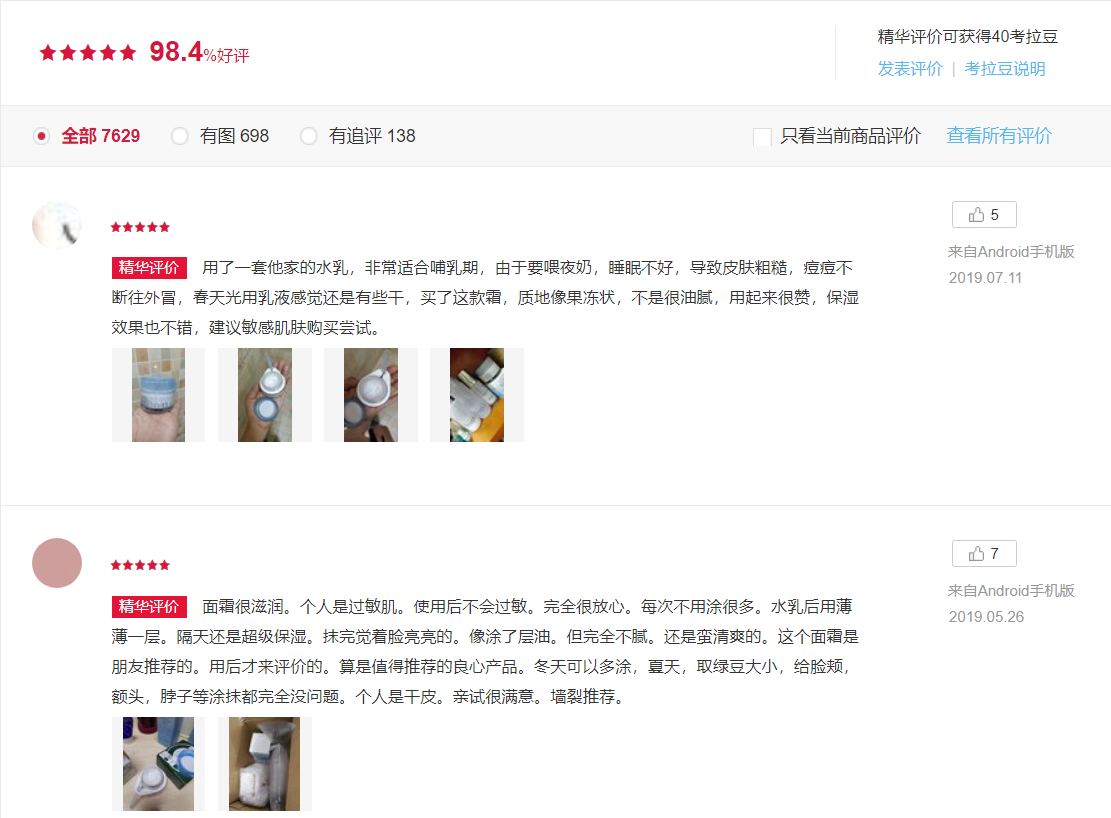 98.4%好评
精华评价可获得40考拉豆
发表评价 | 考拉豆说明
全部 7629 有图 698 有追评 138 只看当前商品评价 查看所有评价
5
来自Android手机版
2019.07.11
精华评价 用了一套他家的水乳，非常适合哺乳期，由于要喂夜奶，睡眠不好，导致皮肤粗糙，痘痘不
断往外冒，春天光用乳液感觉还是有些干，买了这款霜，质地像果冻状，不是很油腻，用起来很赞，保湿
效果也不错，建议敏感肌肤购买尝试。
7
来自Android手机版
2019.05.26
精华评价 面霜很滋润。个人是过敏肌。使用后不会过敏。完全很放心。每次不用涂很多。水乳后用薄
薄一层。隔天还是超级保湿。抹完觉着脸亮亮的。像涂了层油。但完全不腻。还是蛮清爽的。这个面霜是
朋友推荐的。用后才来评价的。算是值得推荐的良心产品。冬天可以多涂，夏天，取绿豆大小，给脸颊，
额头，脖子等涂抹都完全没问题。个人是干皮。亲试很满意。墙裂推荐。